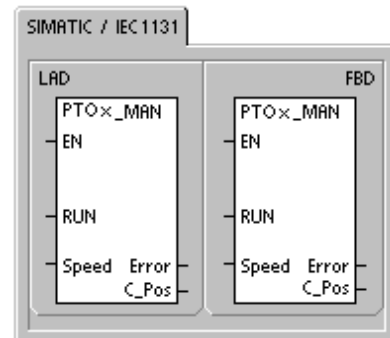 SIMATIC / IEC1131
LAD
FBD
PTOx_MAN
EN
RUN
Speed Error
C_Pos
PTOx_MAN
EN
RUN
Speed Error
C_Pos